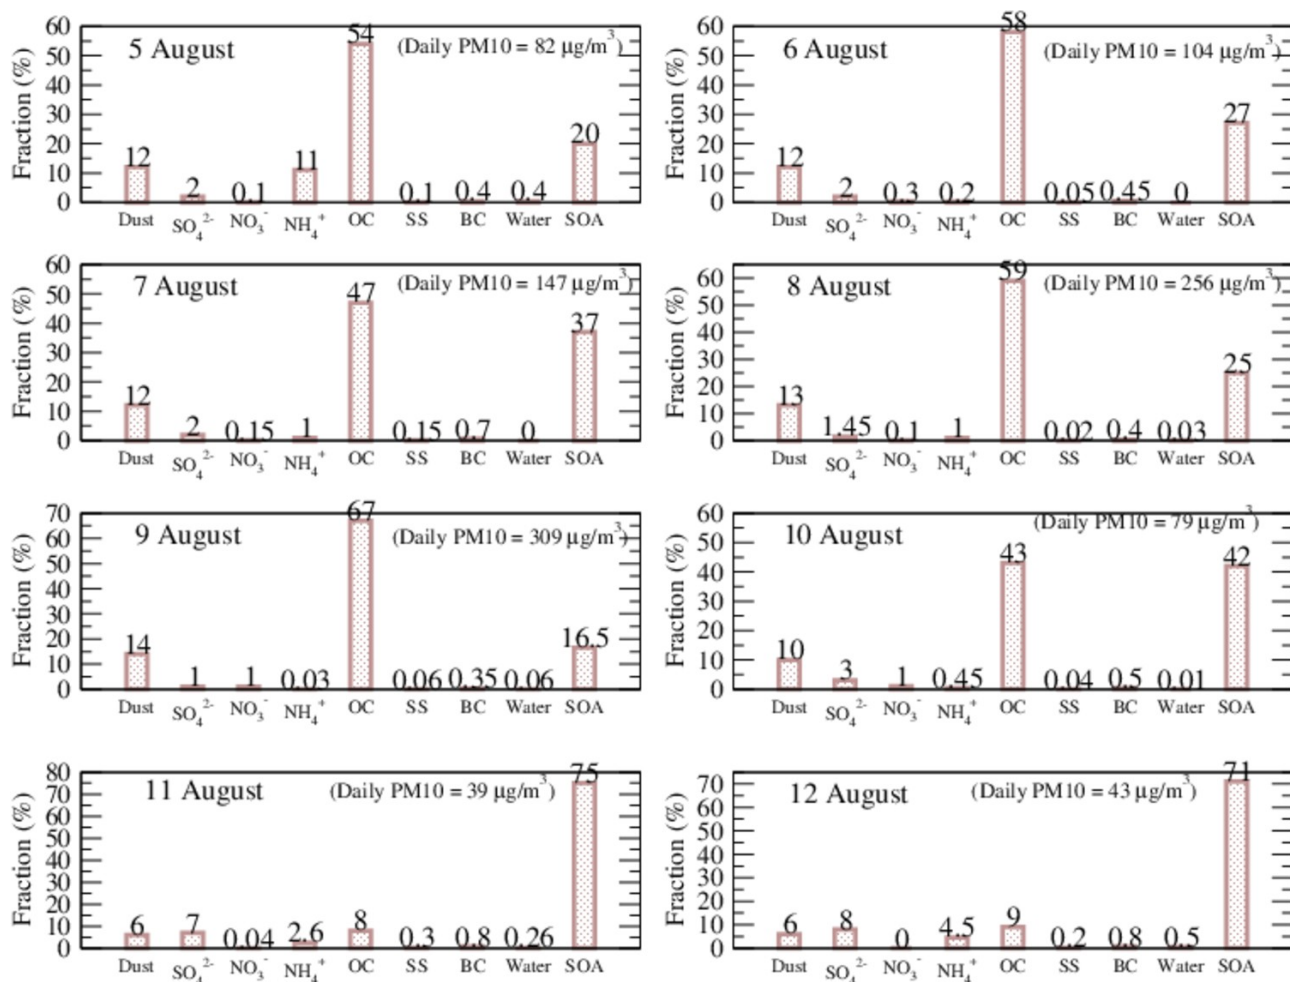 5 August (Daily PM10 = 82 µg/m³)
Fraction (%)
60
50
40
30
20
10
0
12 2 0.1 11 54 0.1 0.4 0.4 20
Dust SO₄²⁻ NO₃⁻ NH₄⁺ OC SS BC Water SOA
6 August (Daily PM10 = 104 µg/m³)
Fraction (%)
60
50
40
30
20
10
0
12 2 0.3 0.2 58 0.05 0.45 0 27
Dust SO₄²⁻ NO₃⁻ NH₄⁺ OC SS BC Water SOA
7 August (Daily PM10 = 147 µg/m³)
Fraction (%)
60
50
40
30
20
10
0
12 2 0.15 1 47 0.15 0.7 0 37
Dust SO₄²⁻ NO₃⁻ NH₄⁺ OC SS BC Water SOA
8 August (Daily PM10 = 256 µg/m³)
Fraction (%)
60
50
40
30
20
10
0
13 1.45 0.1 1 59 0.02 0.4 0.03 25
Dust SO₄²⁻ NO₃⁻ NH₄⁺ OC SS BC Water SOA
9 August (Daily PM10 = 309 µg/m³)
Fraction (%)
70
60
50
40
30
20
10
0
14 1 1 0.03 67 0.06 0.35 0.06 16.5
Dust SO₄²⁻ NO₃⁻ NH₄⁺ OC SS BC Water SOA
10 August (Daily PM10 = 79 µg/m³)
Fraction (%)
60
50
40
30
20
10
0
10 3 1 0.45 43 0.04 0.5 0.01 42
Dust SO₄²⁻ NO₃⁻ NH₄⁺ OC SS BC Water SOA
11 August (Daily PM10 = 39 µg/m³)
Fraction (%)
80
70
60
50
40
30
20
10
0
6 7 0.04 2.6 8 0.3 0.8 0.26 75
Dust SO₄²⁻ NO₃⁻ NH₄⁺ OC SS BC Water SOA
12 August (Daily PM10 = 43 µg/m³)
Fraction (%)
70
60
50
40
30
20
10
0
6 8 0 4.5 9 0.2 0.8 0.5 71
Dust SO₄²⁻ NO₃⁻ NH₄⁺ OC SS BC Water SOA